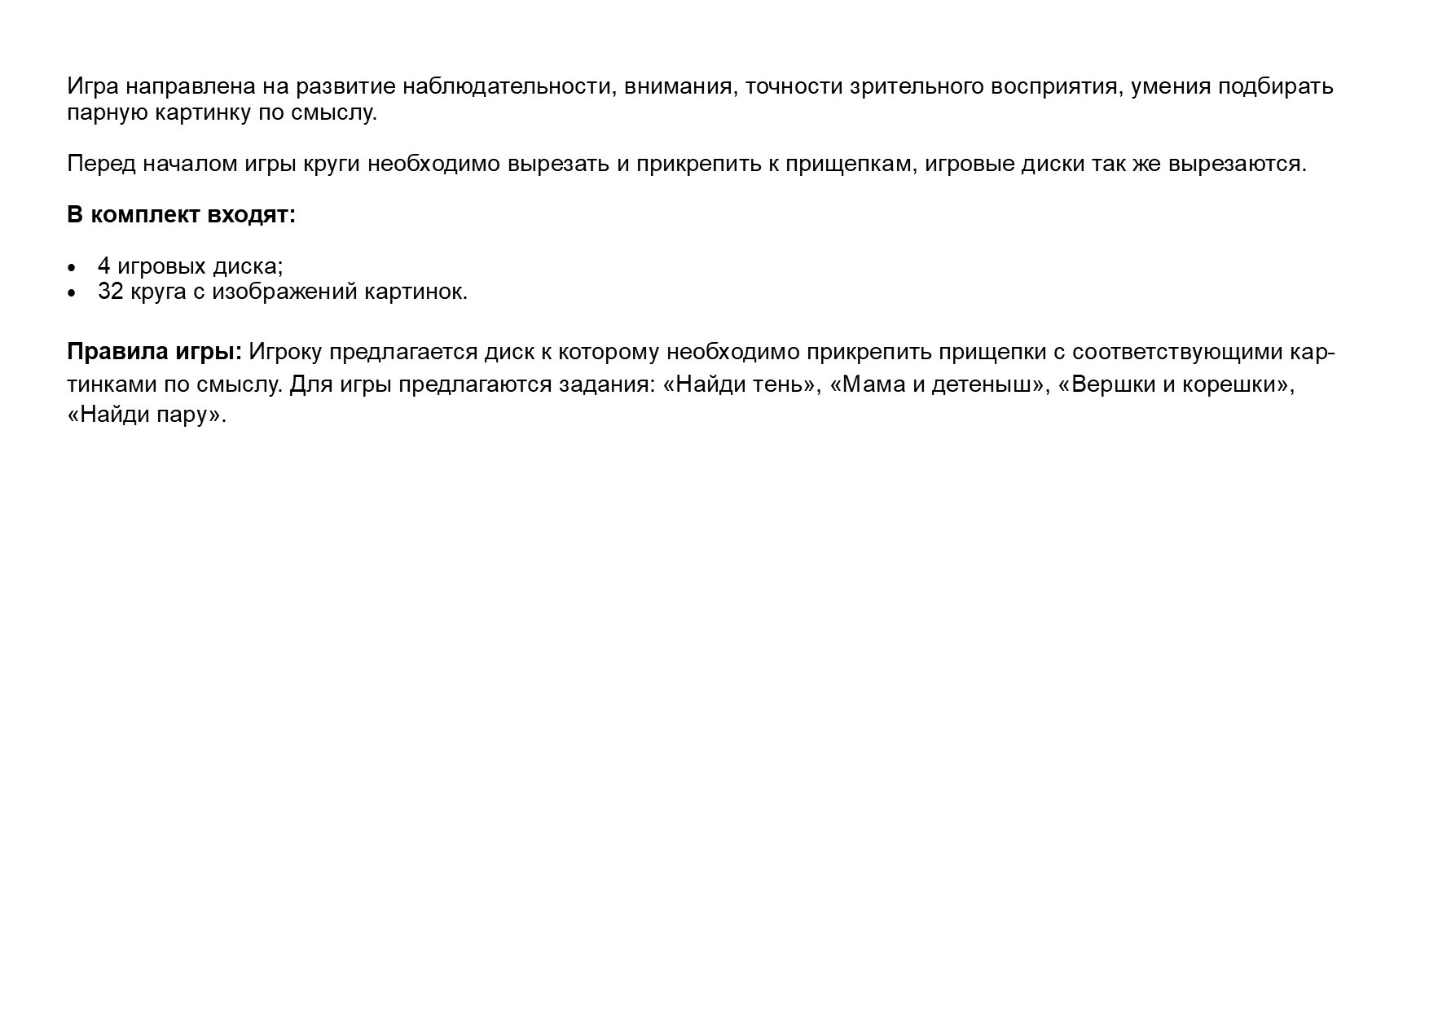 Игра направлена на развитие наблюдательности, внимания, точности зрительного восприятия, умения подбирать
парную картинку по смыслу.
Перед началом игры круги необходимо вырезать и прикрепить к прищепкам, игровые диски так же вырезаются.
В комплект входят:
• 4 игровых диска;
• 32 круга с изображений картинок.
Правила игры: Игроку предлагается диск к которому необходимо прикрепить прищепки с соответствующими кар-
тинками по смыслу. Для игры предлагаются задания: «Найди тень», «Мама и детеныш», «Вершки и корешки»,
«Найди пару».